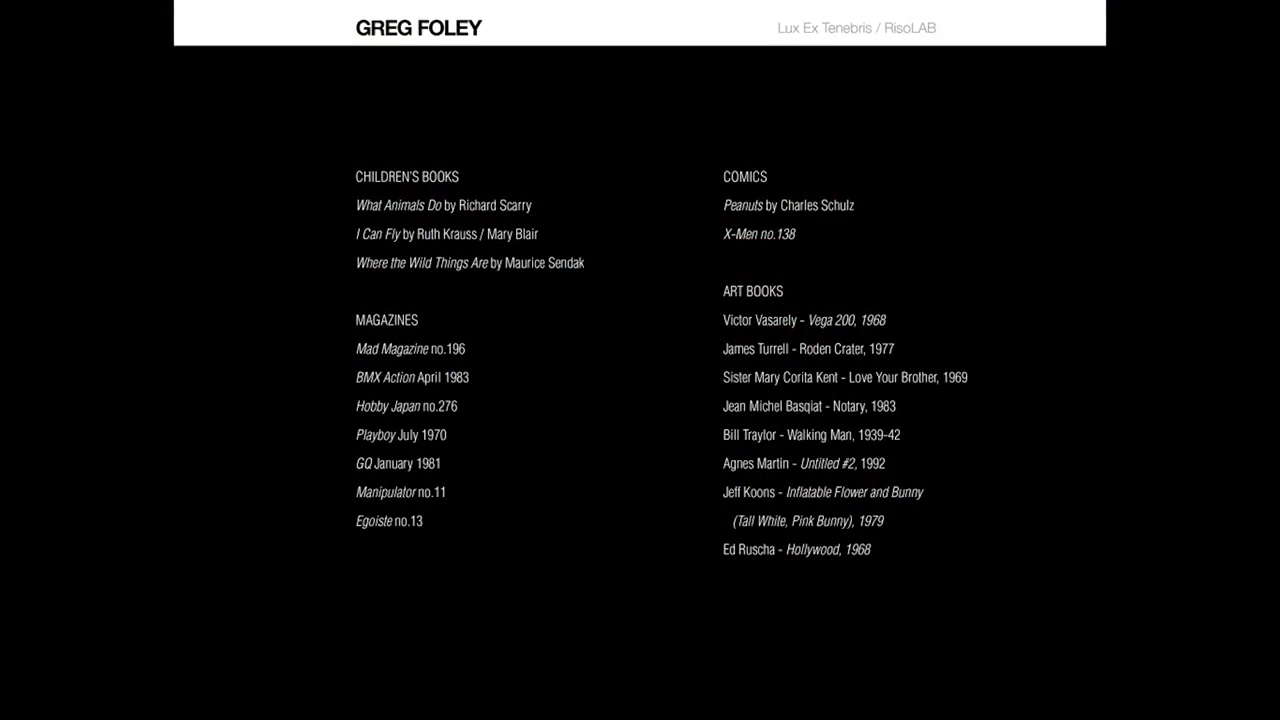 GREG FOLEY
Lux Ex Tenebris / RisoLAB
CHILDREN'S BOOKS
What Animals Do by Richard Scarry
I Can Fly by Ruth Krauss / Mary Blair
Where the Wild Things Are by Maurice Sendak
MAGAZINES
Mad Magazine no.196
BMX Action April 1983
Hobby Japan no.276
Playboy July 1970
GQ January 1981
Manipulator no.11
Egoiste no.13
COMICS
Peanuts by Charles Schulz
X-Men no.138
ART BOOKS
Victor Vasarely - Vega 200, 1968
James Turrell - Roden Crater, 1977
Sister Mary Corita Kent - Love Your Brother, 1969
Jean Michel Basqiat - Notary, 1983
Bill Traylor - Walking Man, 1939-42
Agnes Martin - Untitled #2, 1992
Jeff Koons - Inflatable Flower and Bunny
(Tall White, Pink Bunny), 1979
Ed Ruscha - Hollywood, 1968